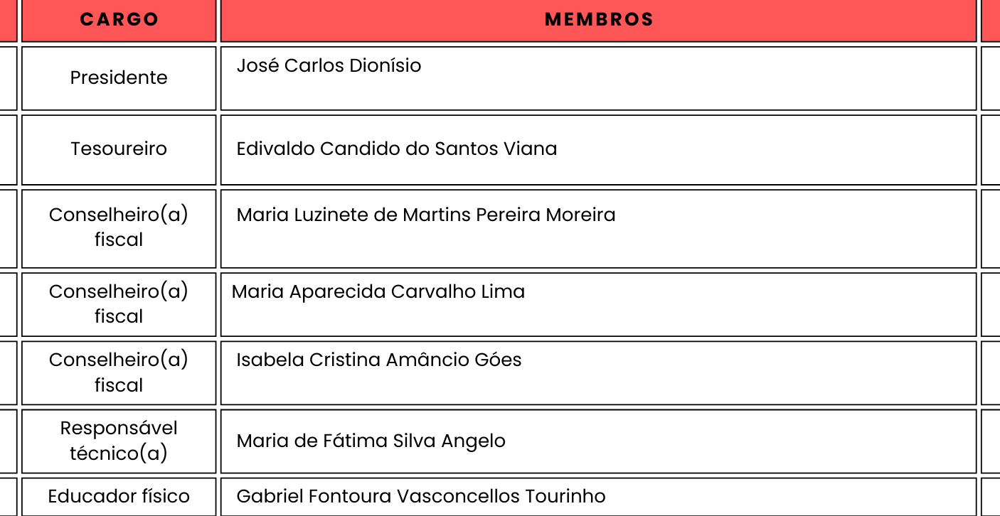 CARGO MEMBROS
Presidente José Carlos Dionísio
Tesoureiro Edivaldo Candido do Santos Viana
Conselheiro(a) Maria Luzinete de Martins Pereira Moreira
fiscal
Conselheiro(a) Maria Aparecida Carvalho Lima
fiscal
Conselheiro(a) Isabela Cristina Amâncio Góes
fiscal
Responsável
técnico(a) Maria de Fátima Silva Angelo
Educador físico Gabriel Fontoura Vasconcellos Tourinho